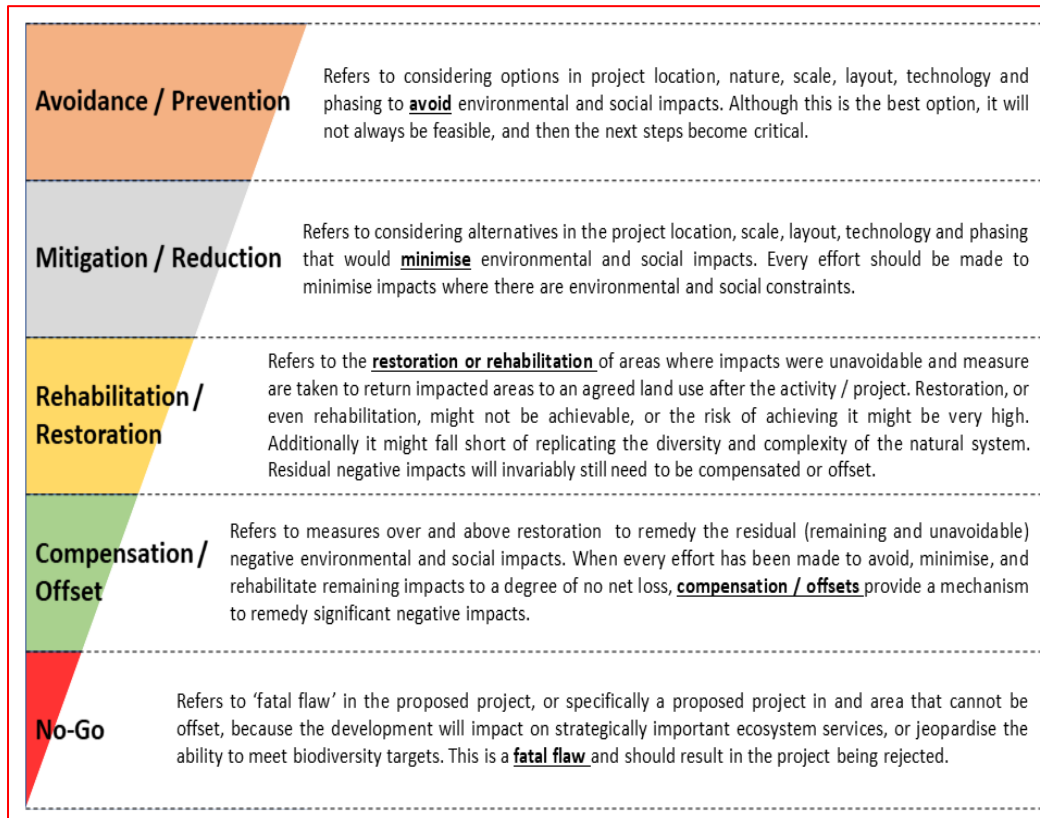 Avoidance / Prevention
Refers to considering options in project location, nature, scale, layout, technology and
phasing to avoid environmental and social impacts. Although this is the best option, it will
not always be feasible, and then the next steps become critical.
Mitigation / Reduction
Refers to considering alternatives in the project location, scale, layout, technology and phasing
that would minimise environmental and social impacts. Every effort should be made to
minimise impacts where there are environmental and social constraints.
Rehabilitation /
Restoration
Refers to the restoration or rehabilitation of areas where impacts were unavoidable and measure
are taken to return impacted areas to an agreed land use after the activity / project. Restoration, or
even rehabilitation, might not be achievable, or the risk of achieving it might be very high.
Additionally it might fall short of replicating the diversity and complexity of the natural system.
Residual negative impacts will invariably still need to be compensated or offset.
Compensation /
Offset
Refers to measures over and above restoration to remedy the residual (remaining and unavoidable)
negative environmental and social impacts. When every effort has been made to avoid, minimise, and
rehabilitate remaining impacts to a degree of no net loss, compensation / offsets provide a mechanism
to remedy significant negative impacts.
No-Go
Refers to ‘fatal flaw’ in the proposed project, or specifically a proposed project in and area that cannot be
offset, because the development will impact on strategically important ecosystem services, or jeopardise the
ability to meet biodiversity targets. This is a fatal flaw and should result in the project being rejected.